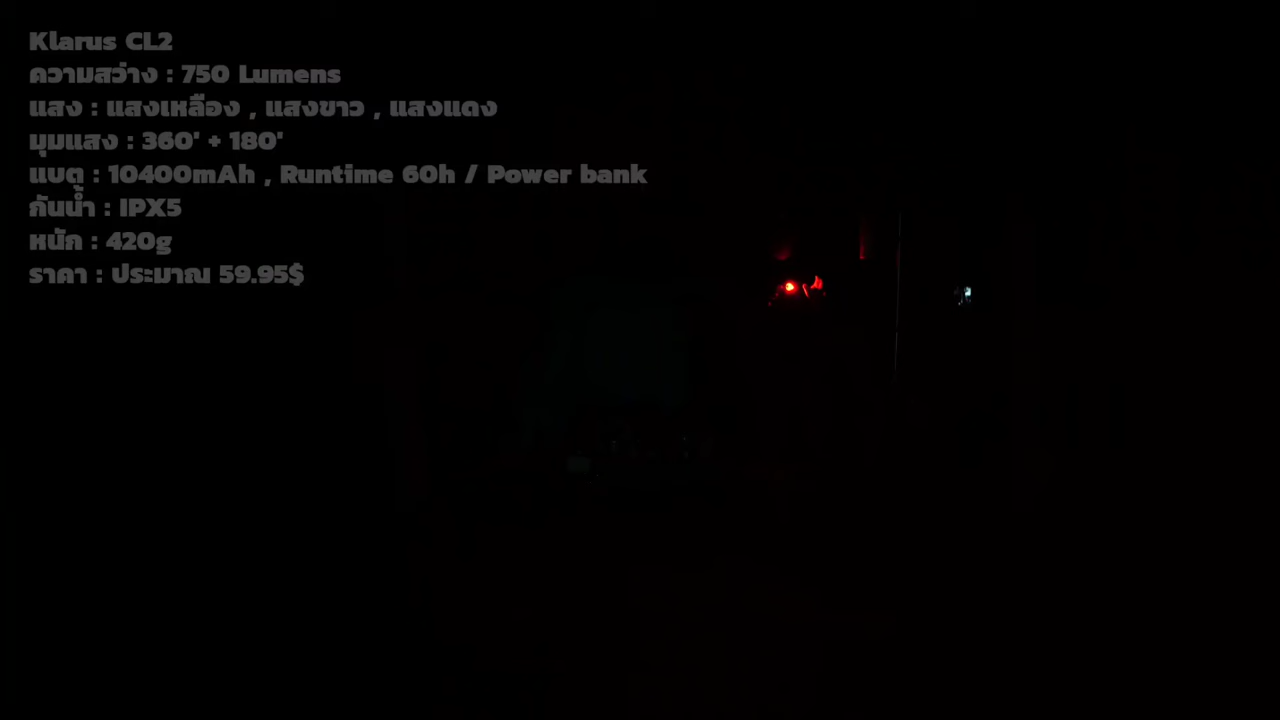 Klarus CL2
ความสว่าง : 750 Lumens
แสง : แสงเหลือง , แสงขาว , แสงแดง
มุมแสง : 360' + 180'
แบต : 10400mAh , Runtime 60h / Power bank
กันน้ำ : IPX5
หนัก : 420g
ราคา : ประมาณ 59.95$